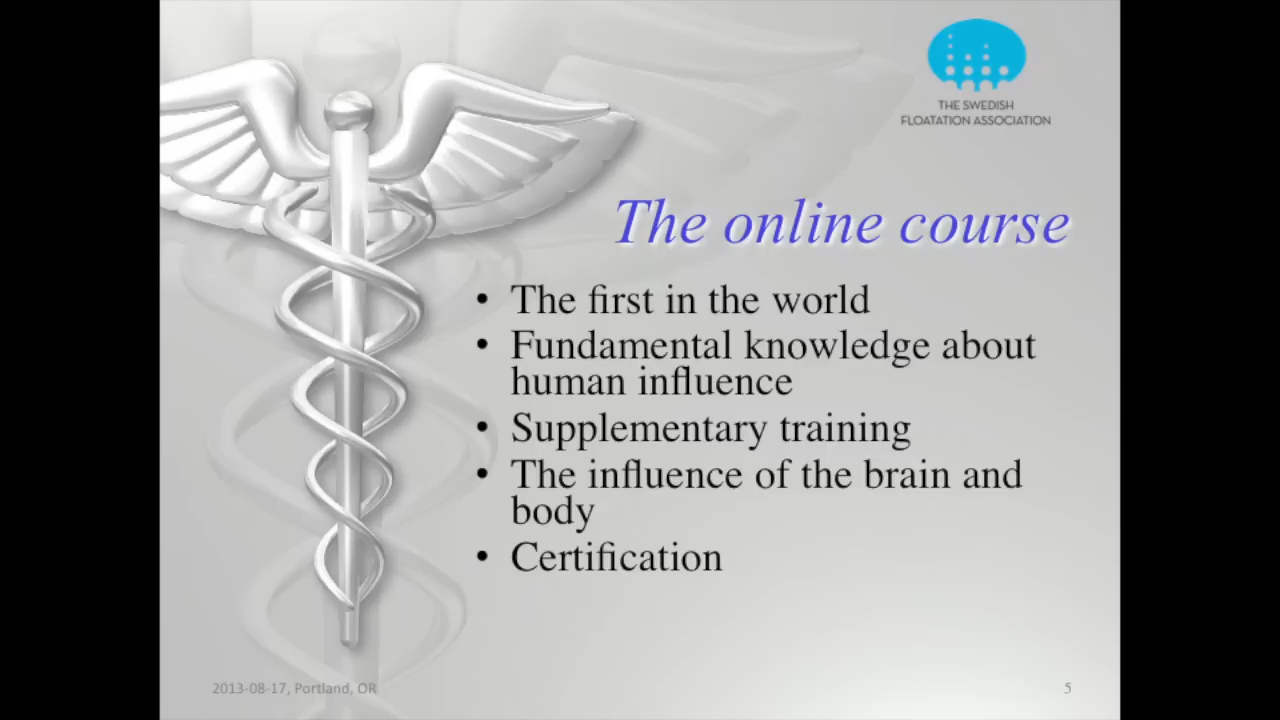 THE SWEDISH
FLOATATION ASSOCIATION
The online course
• The first in the world
• Fundamental knowledge about
human influence
• Supplementary training
• The influence of the brain and
body
• Certification
2013-08-17, Portland, OR
5